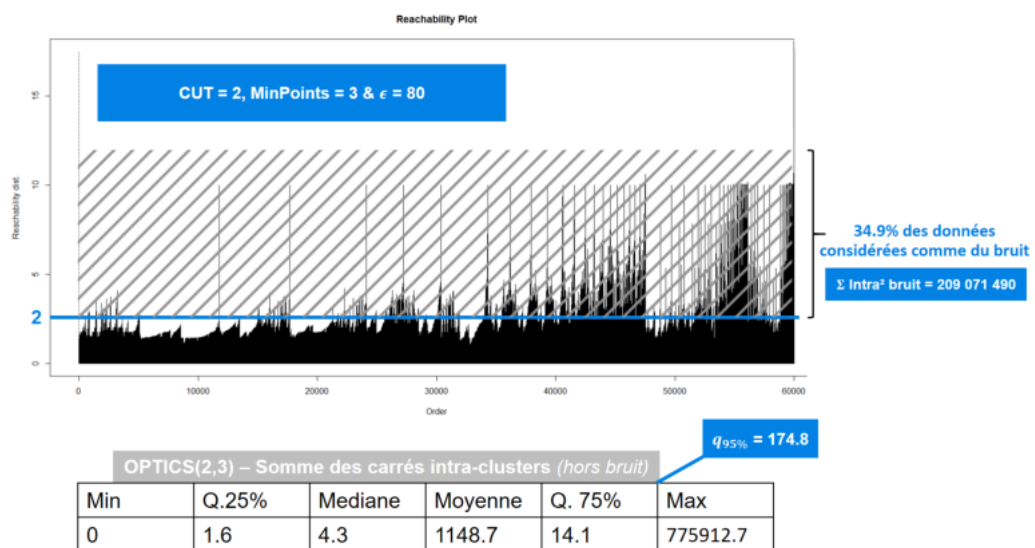 Reachability Plot
CUT = 2, MinPoints = 3 & ϵ = 80
Reachability dist.
15
10
5
2
0
0 10000 20000 30000 40000 50000 60000
Order
34.9% des données
considérées comme du bruit
Σ Intra² bruit = 209 071 490
q95% = 174.8
OPTICS(2,3) – Somme des carrés intra-clusters (hors bruit)
Min Q.25% Mediane Moyenne Q. 75% Max
0 1.6 4.3 1148.7 14.1 775912.7